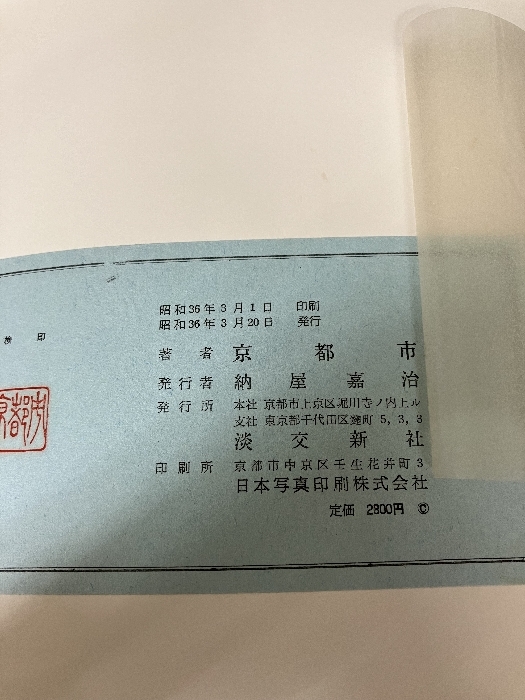 昭和36年3月1日 印刷
昭和36年3月20日 発行
検印
著者 京都市
発行者 納屋嘉治
発行所 本社 京都市上京区堀川寺ノ内上ル
支社 東京都千代田区麹町5,3,3
淡交新社
印刷所 京都市中京区壬生花井町3
日本写真印刷株式会社
定価 2800円 ©